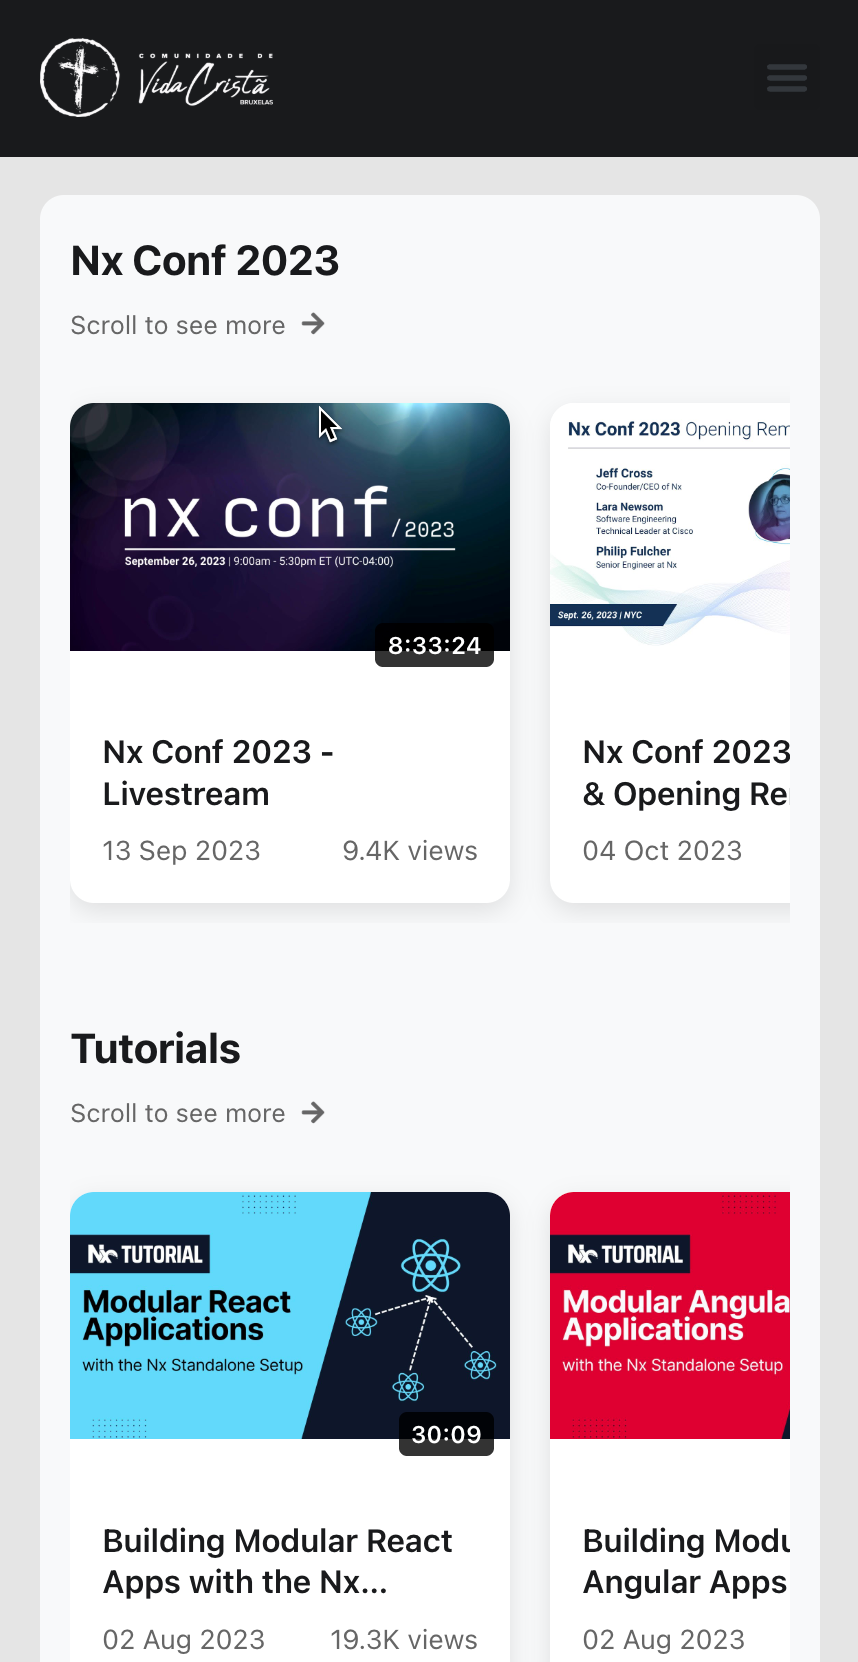 COMUNIDADE DE
Vida Cristã
BRUXELAS
Nx Conf 2023
Scroll to see more
nx conf/2023
September 26, 2023 | 9:00am - 5:30pm ET (UTC-04:00)
8:33:24
Nx Conf 2023 -
Livestream
13 Sep 2023 9.4K views
Nx Conf 2023 Opening Rem
Jeff Cross
Co-Founder/CEO of Nx
Lara Newsom
Software Engineering
Technical Leader at Cisco
Philip Fulcher
Senior Engineer at Nx
Sept. 26, 2023 | NYC
Nx Conf 2023
& Opening Re
04 Oct 2023
Tutorials
Scroll to see more
Nx TUTORIAL
Modular React
Applications
with the Nx Standalone Setup
30:09
Building Modular React
Apps with the Nx...
02 Aug 2023 19.3K views
Nx TUTORIAL
Modular Angula
Applications
with the Nx Standalone Setup
Building Modu
Angular Apps
02 Aug 2023